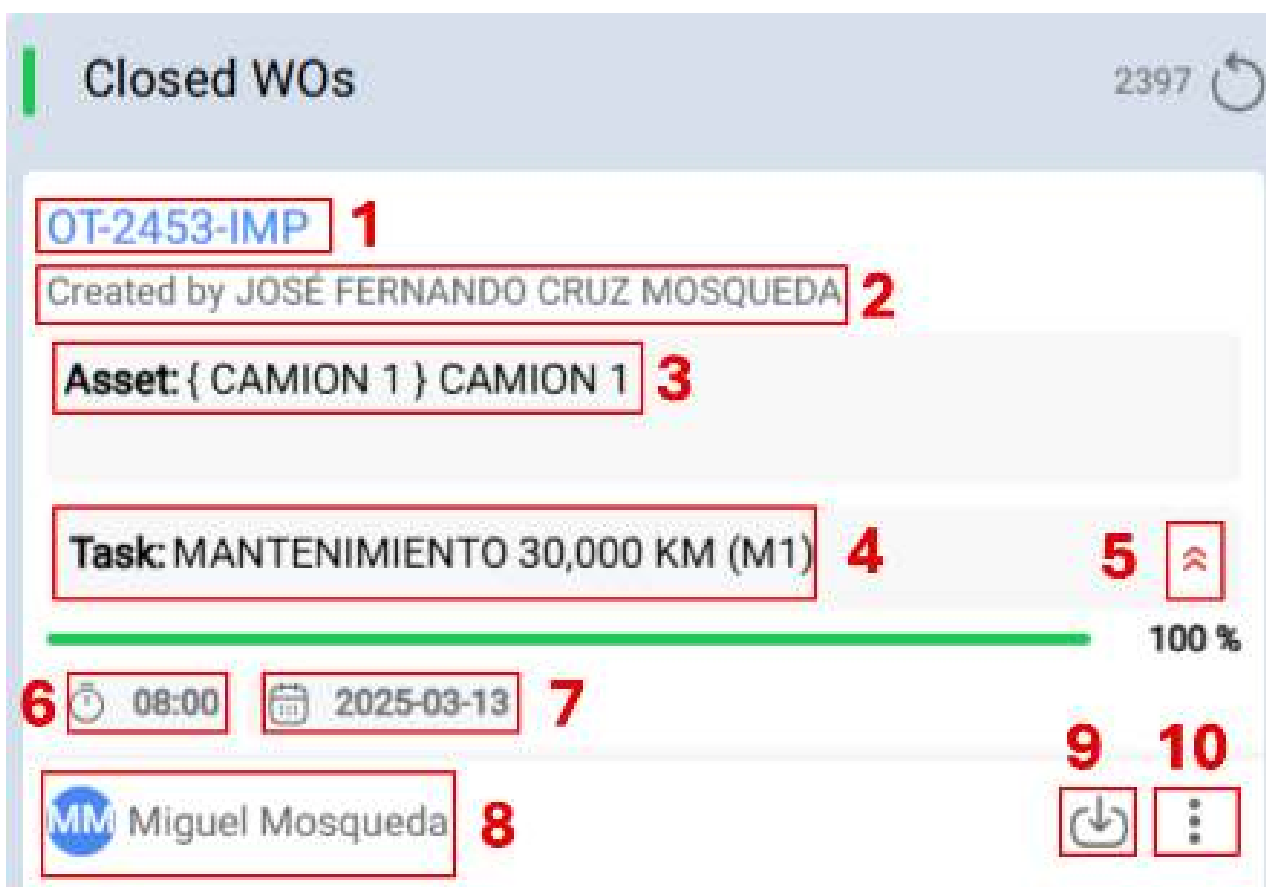 Closed WOs 2397
OT-2453-IMP 1
Created by JOSÉ FERNANDO CRUZ MOSQUEDA 2
Asset: { CAMION 1 } CAMION 1 3
Task: MANTENIMIENTO 30,000 KM (M1) 4 5
100 %
6 08:00 2025-03-13 7
9 10
MM Miguel Mosqueda 8